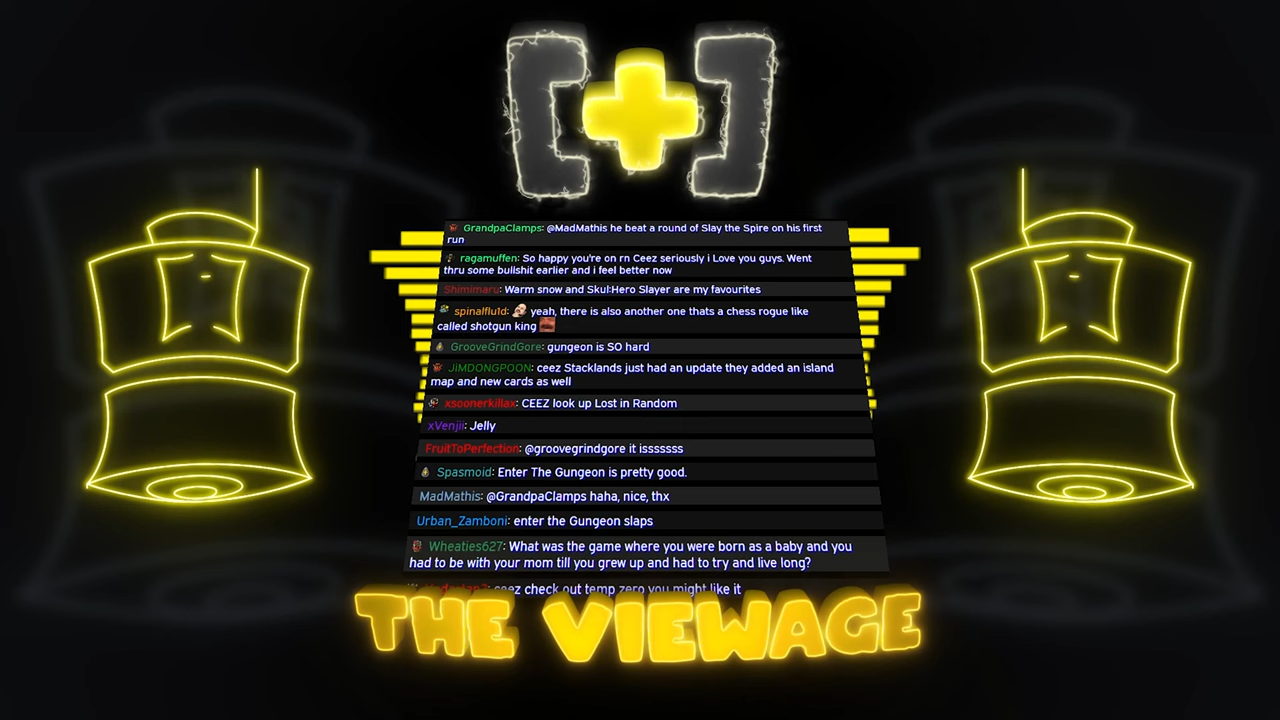 [+]
GrandpaClamps: @MadMathis he beat a round of Slay the Spire on his first
run
ragamuffen: So happy you're on rn Ceez seriously i Love you guys. Went
thru some bullshit earlier and i feel better now
Shimimaru: Warm snow and Skul:Hero Slayer are my favourites
spinalflu1d: yeah, there is also another one thats a chess rogue like
called shotgun king
GrooveGrindGore: gungeon is SO hard
JiMDONGPOON: ceez Stacklands just had an update they added an island
map and new cards as well
xsoonerkillax: CEEZ look up Lost in Random
xVenjii: Jelly
FruitToPerfection: @groovegrindgore it isssssss
Spasmoid: Enter The Gungeon is pretty good.
MadMathis: @GrandpaClamps haha, nice, thx
Urban_Zamboni: enter the Gungeon slaps
Wheaties627: What was the game where you were born as a baby and you
had to be with your mom till you grew up and had to try and live long?
ceez check out temp zero you might like it
THE VIEWAGE